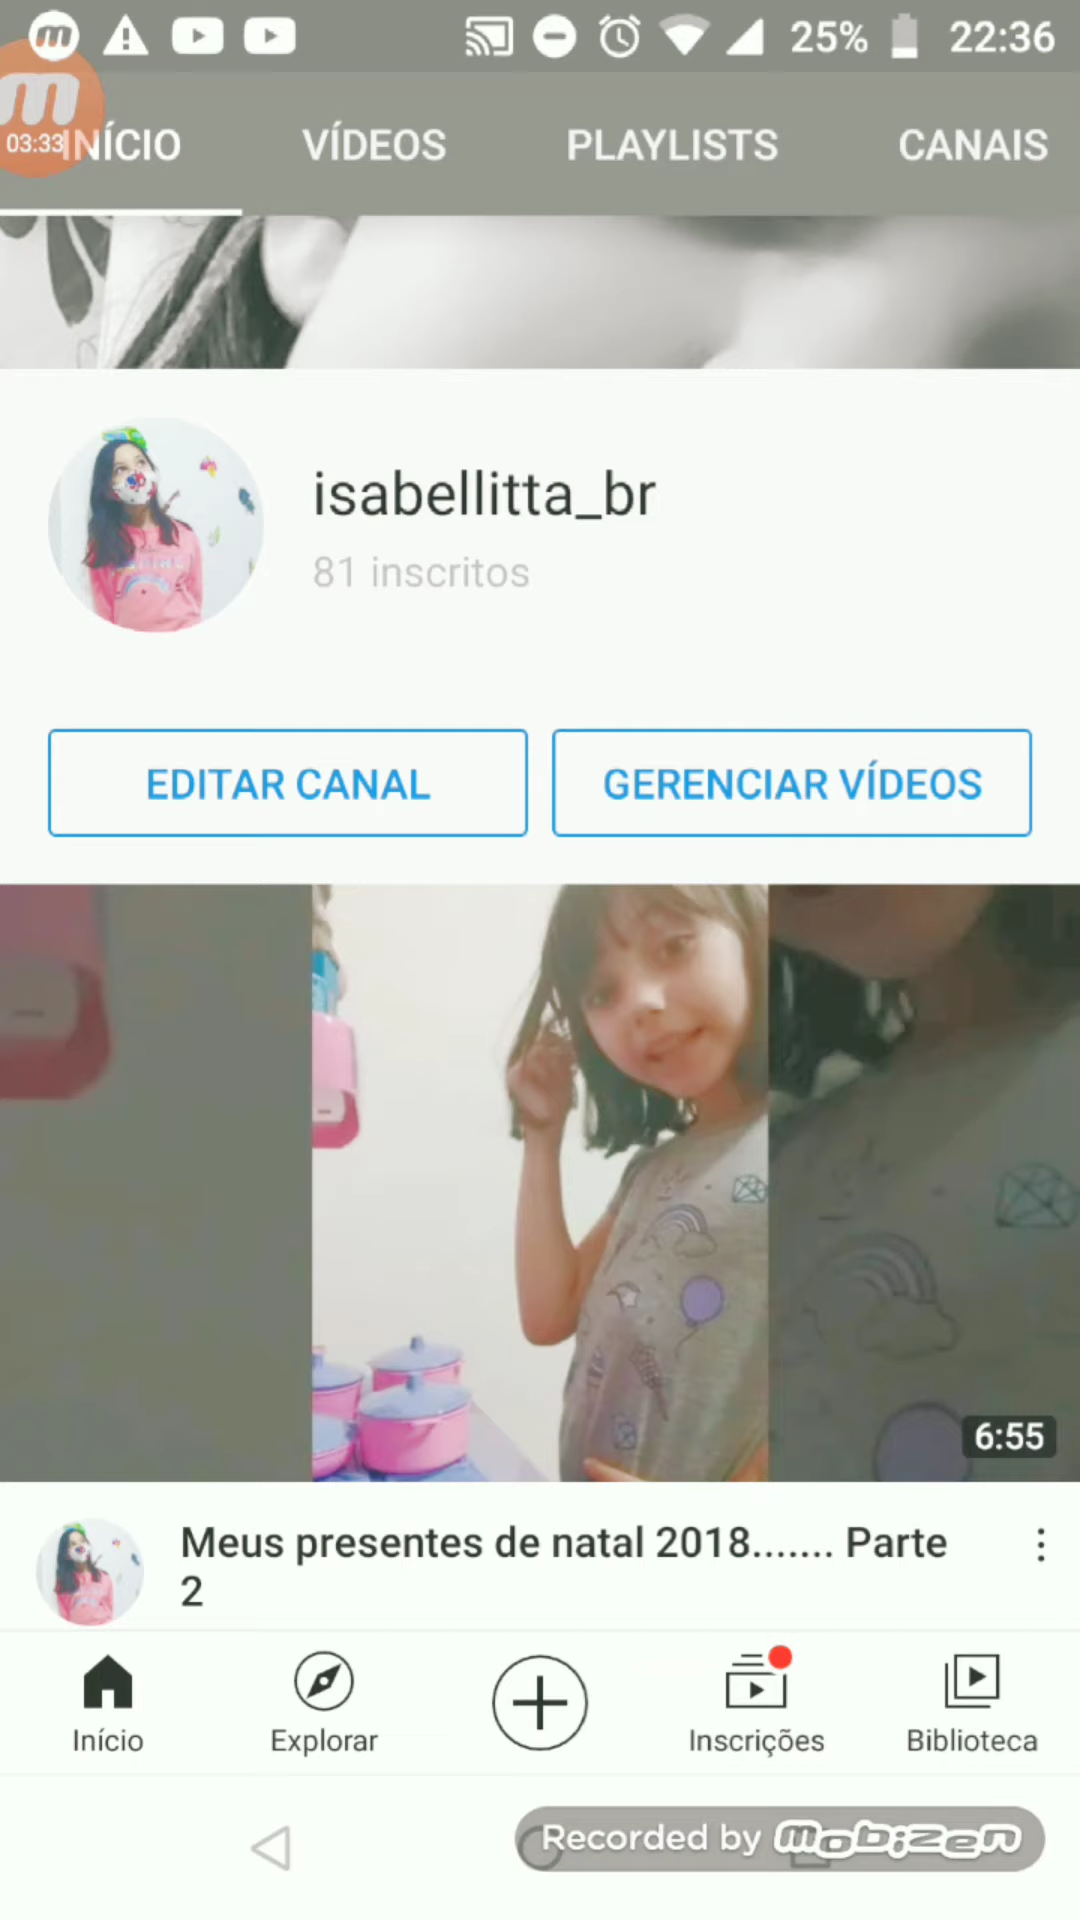 25% 22:36
03:33
INÍCIO VÍDEOS PLAYLISTS CANAIS
isabellitta_br
81 inscritos
EDITAR CANAL GERENCIAR VÍDEOS
6:55
Meus presentes de natal 2018....... Parte
2
Início Explorar Inscrições Biblioteca
Recorded by mobizen